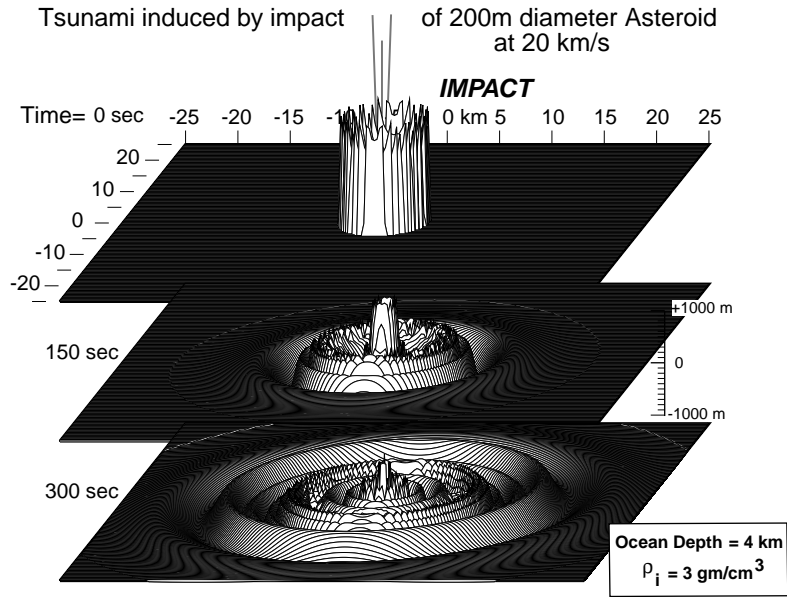 Tsunami induced by impact of 200m diameter Asteroid
at 20 km/s
IMPACT
Time= 0 sec -25 -20 -15 0 km 5 10 15 20 25
20
10
0
-10
-20
150 sec
+1000 m
0
-1000 m
300 sec
Ocean Depth = 4 km
ρi = 3 gm/cm³